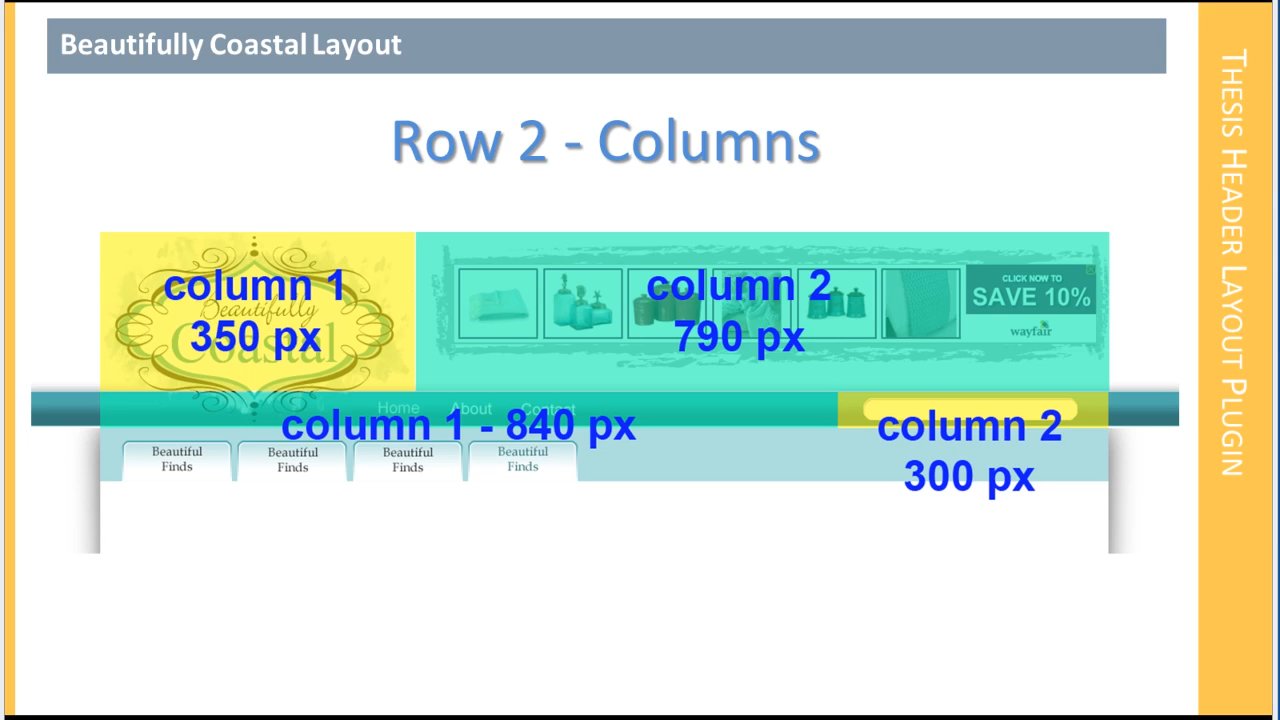 Beautifully Coastal Layout
Row 2 - Columns
column 1
350 px
Beautifully
Coastal
column 2
790 px
CLICK NOW TO
SAVE 10%
wayfair
Home About Contact
column 1 - 840 px
column 2
300 px
Beautiful
Finds
Beautiful
Finds
Beautiful
Finds
Beautiful
Finds
THESIS HEADER LAYOUT PLUGIN